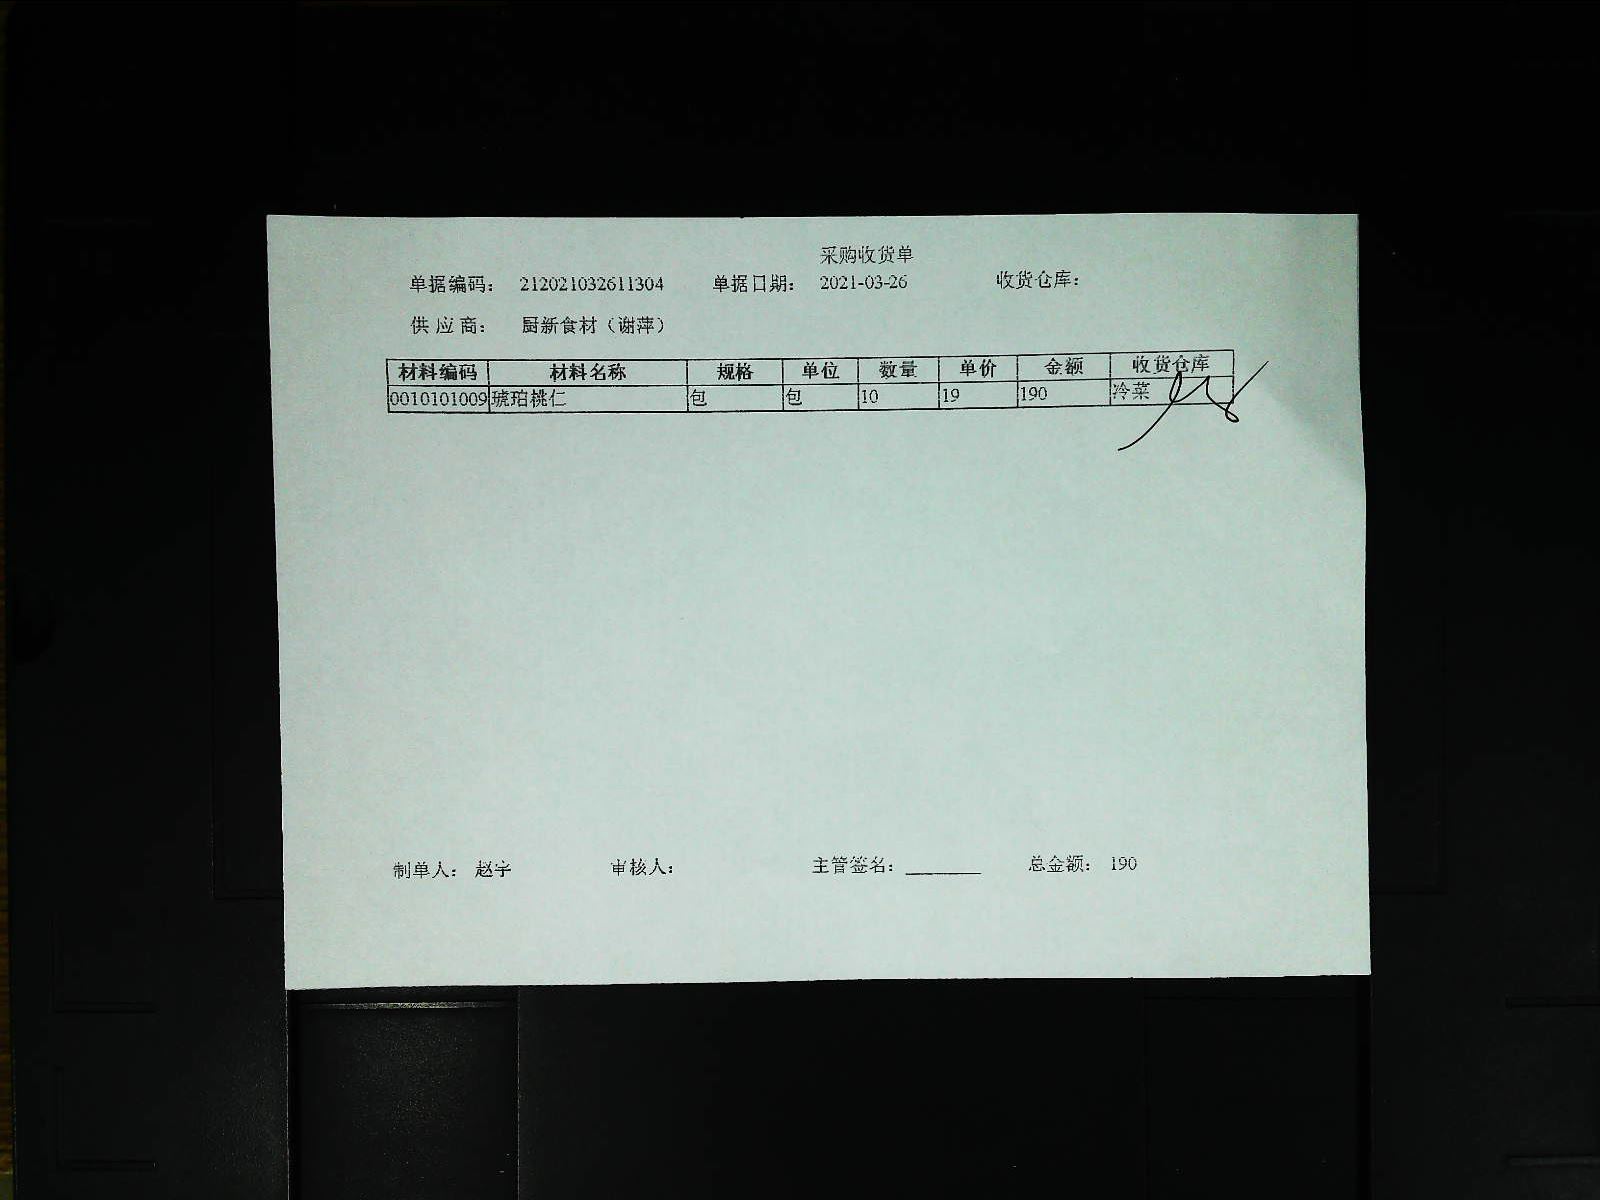 采购收货单
单据编码： 212021032611304 单据日期： 2021-03-26 收货仓库：
供 应 商： 厨新食材（谢萍）
材料编码 材料名称 规格 单位 数量 单价 金额 收货仓库
0010101009 琥珀桃仁 包 包 10 19 190 冷菜
制单人： 赵宇 审核人： 主管签名： 总金额： 190